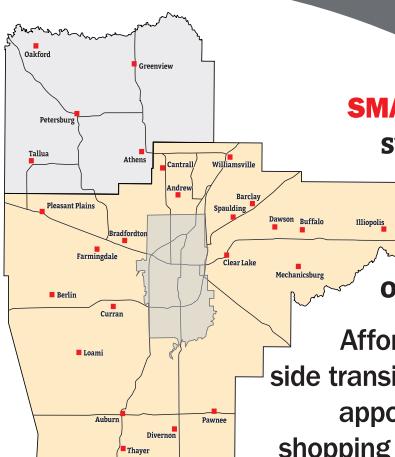 Oakford
Greenview
Petersburg
Tallua
Athens
Cantrall
Williamsville
Andrew
Barclay
Spaulding
Pleasant Plains
Dawson
Buffalo
Illiopolis
Bradfordton
Farmingdale
Clear Lake
Mechanicsburg
Berlin
Curran
Loami
Auburn
Pawnee
Divernon
Thayer
SMA
s
o
Affor
side transi
appo
shopping